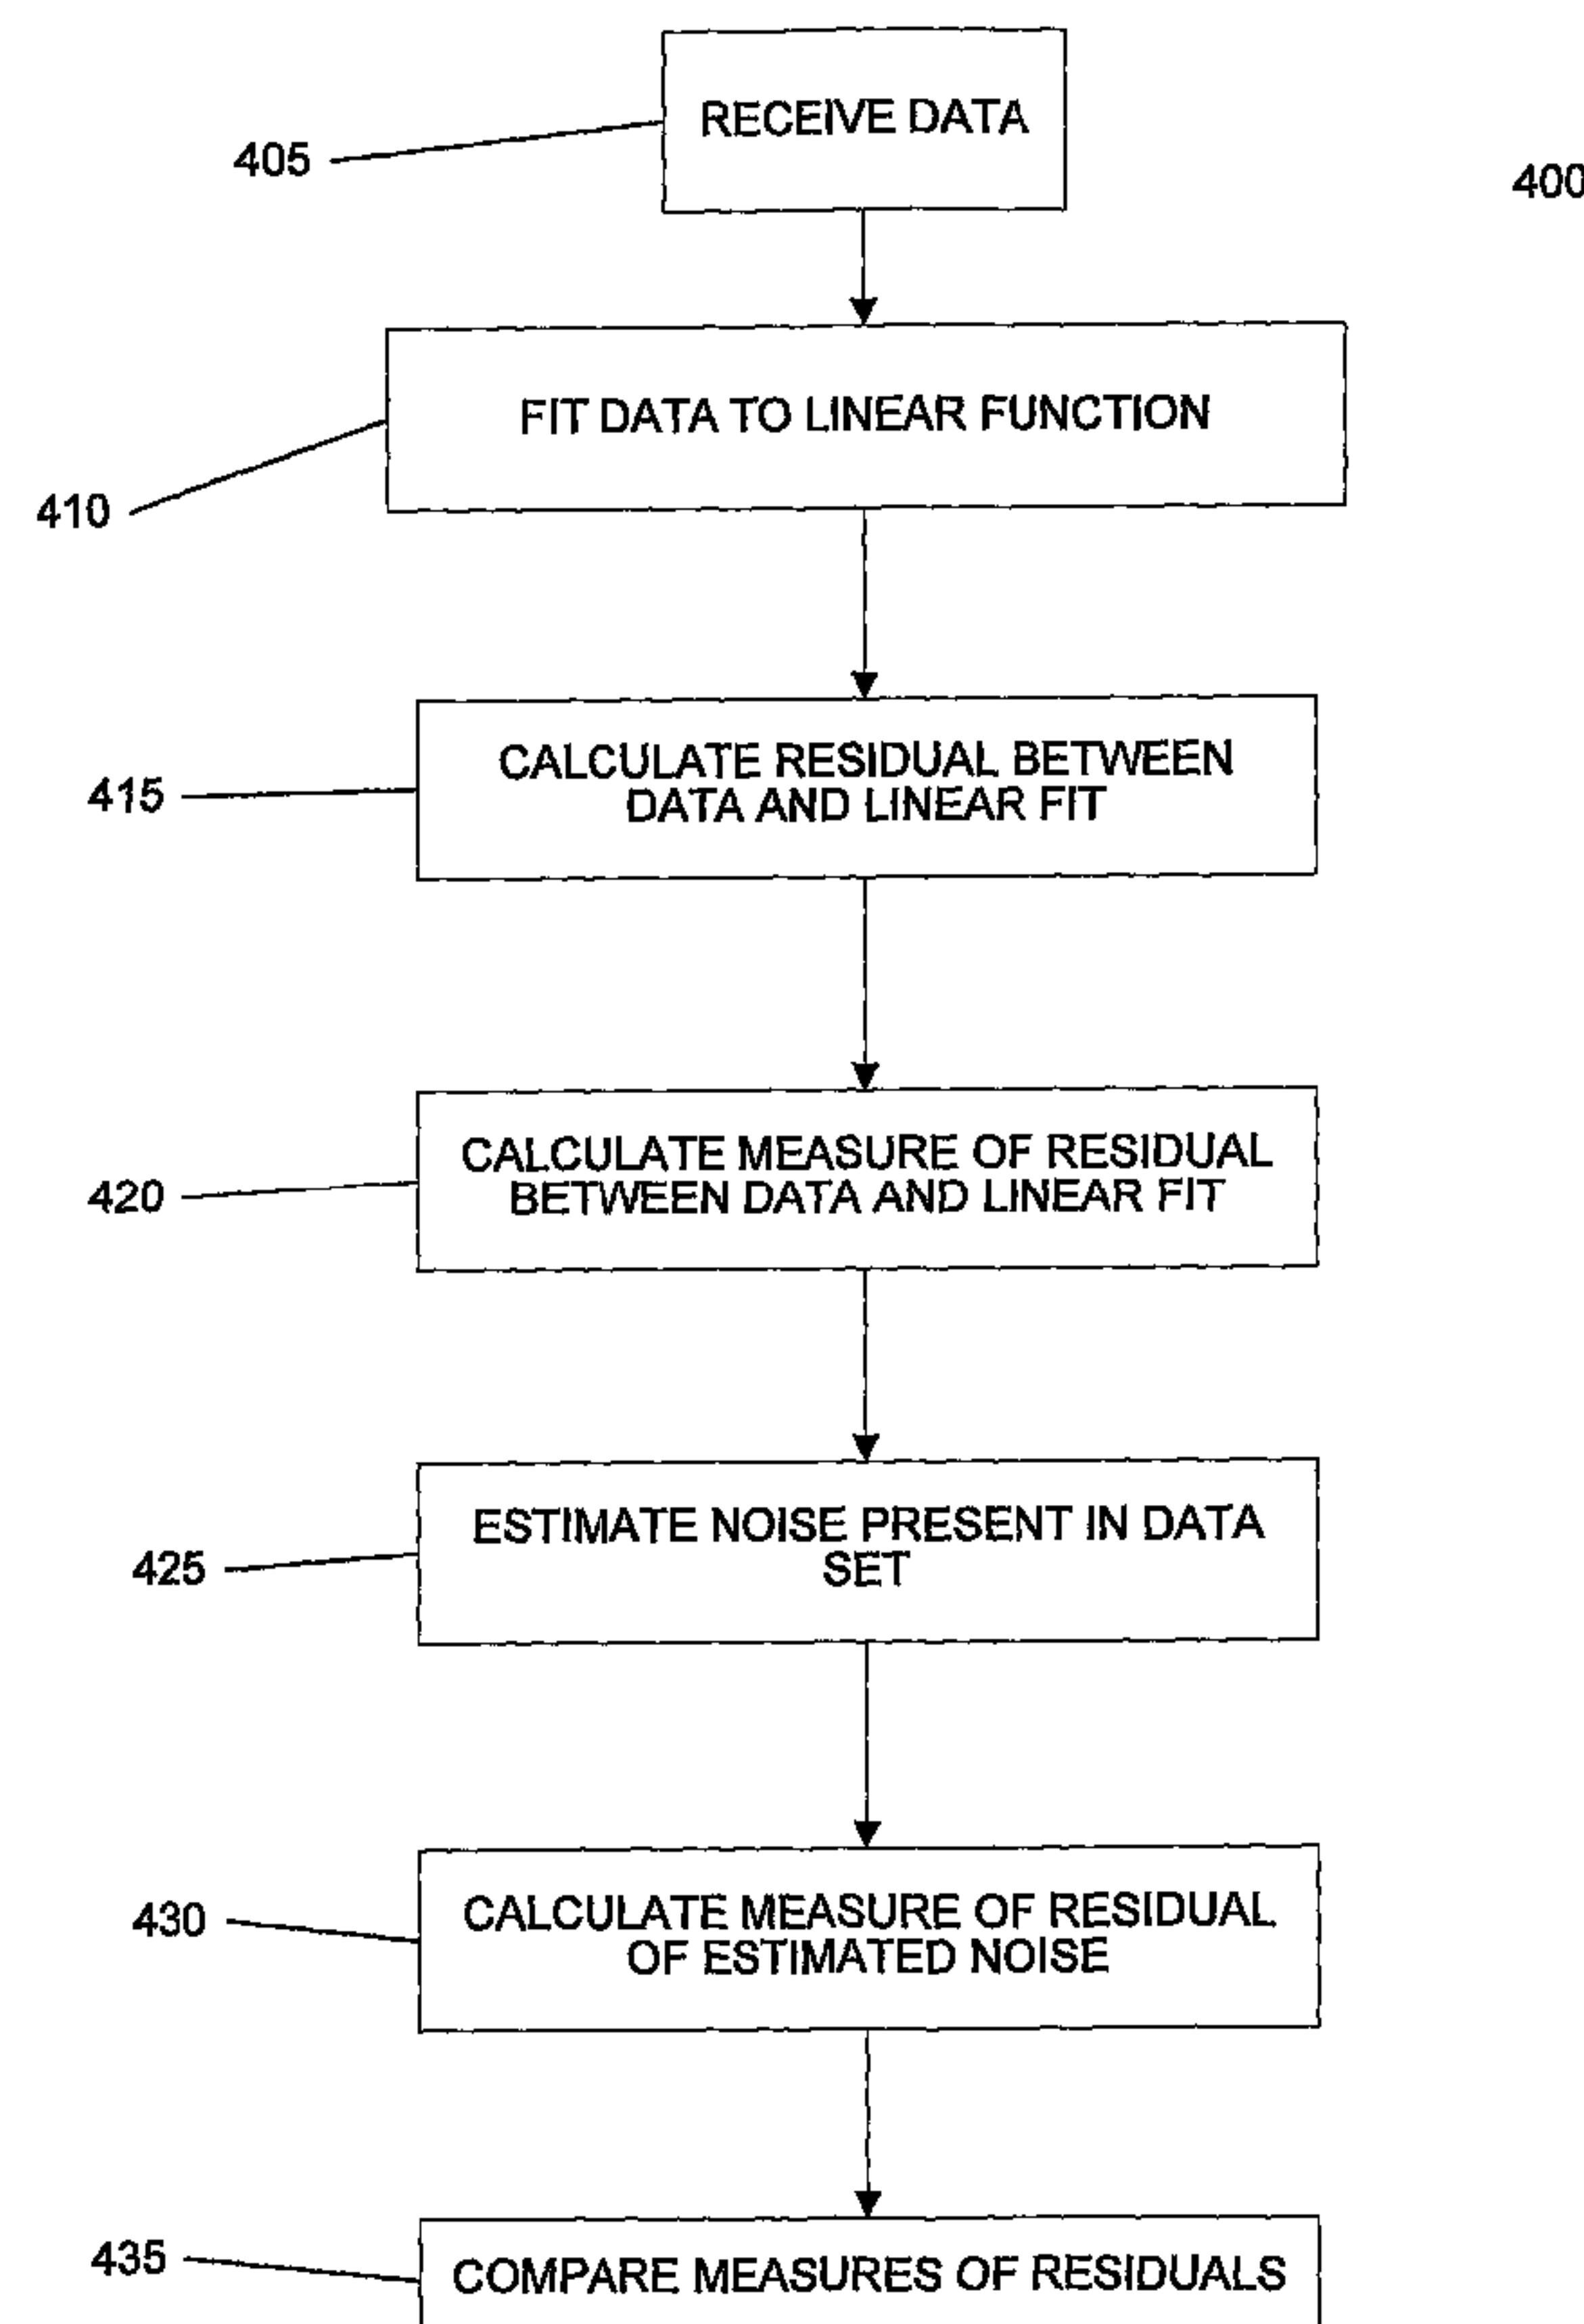 RECEIVE DATA
405
400
FIT DATA TO LINEAR FUNCTION
410
CALCULATE RESIDUAL BETWEEN
DATA AND LINEAR FIT
415
CALCULATE MEASURE OF RESIDUAL
BETWEEN DATA AND LINEAR FIT
420
ESTIMATE NOISE PRESENT IN DATA
SET
425
CALCULATE MEASURE OF RESIDUAL
OF ESTIMATED NOISE
430
COMPARE MEASURES OF RESIDUALS
435